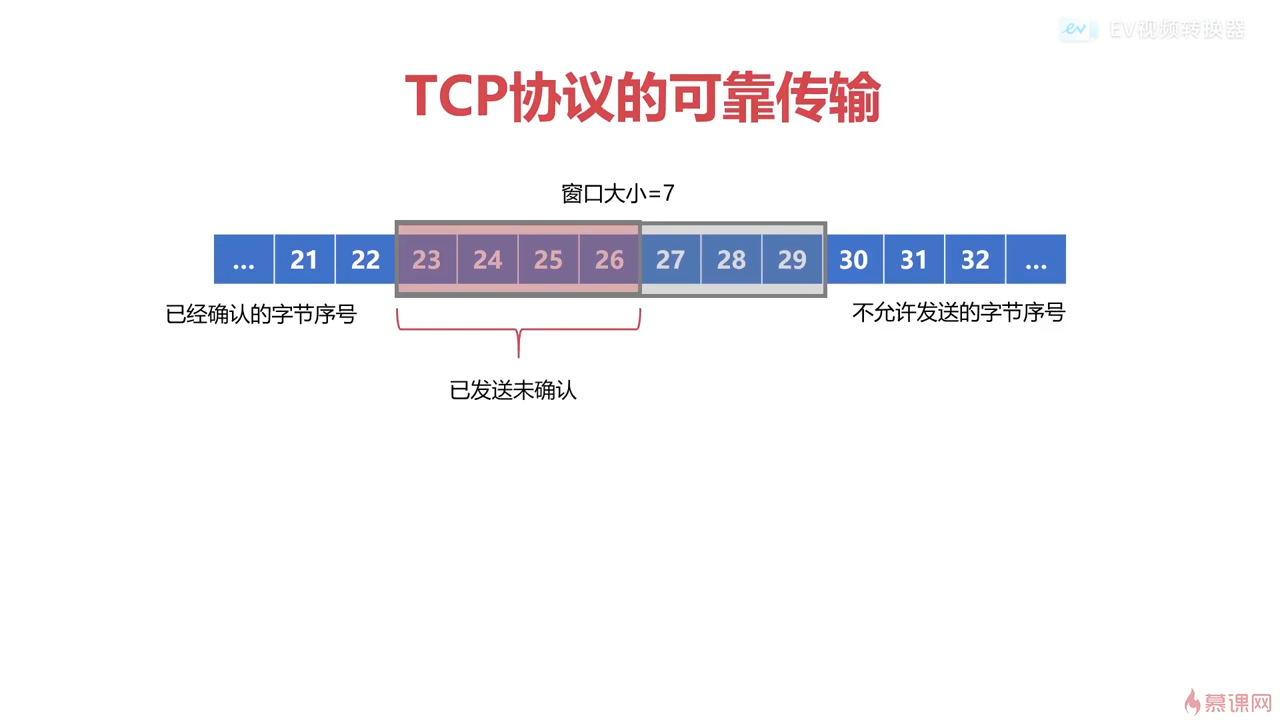 EV视频转换器
TCP协议的可靠传输
窗口大小=7
... 21 22 23 24 25 26 27 28 29 30 31 32 ...
已经确认的字节序号
不允许发送的字节序号
已发送未确认
慕课网